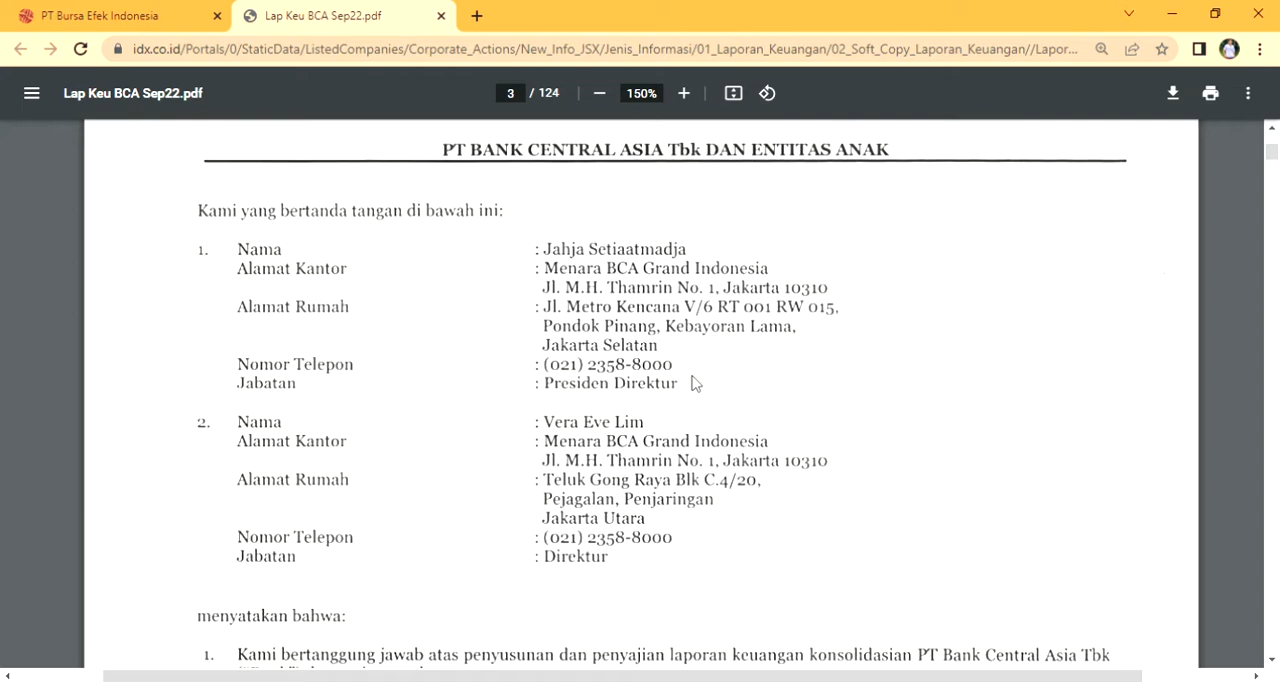 PT Bursa Efek Indonesia
Lap Keu BCA Sep22.pdf
idx.co.id/Portals/0/StaticData/ListedCompanies/Corporate_Actions/New_Info_JSX/Jenis_Informasi/01_Laporan_Keuangan/02_Soft_Copy_Laporan_Keuangan//Lapor...
Lap Keu BCA Sep22.pdf
3 / 124
150%
PT BANK CENTRAL ASIA Tbk DAN ENTITAS ANAK
Kami yang bertanda tangan di bawah ini:
1. Nama : Jahja Setiaatmadja
Alamat Kantor : Menara BCA Grand Indonesia
Jl. M.H. Thamrin No. 1, Jakarta 10310
Alamat Rumah : Jl. Metro Kencana V/6 RT 001 RW 015,
Pondok Pinang, Kebayoran Lama,
Jakarta Selatan
Nomor Telepon : (021) 2358-8000
Jabatan : Presiden Direktur
2. Nama : Vera Eve Lim
Alamat Kantor : Menara BCA Grand Indonesia
Jl. M.H. Thamrin No. 1, Jakarta 10310
Alamat Rumah : Teluk Gong Raya Blk C.4/20,
Pejagalan, Penjaringan
Jakarta Utara
Nomor Telepon : (021) 2358-8000
Jabatan : Direktur
menyatakan bahwa:
1. Kami bertanggung jawab atas penyusunan dan penyajian laporan keuangan konsolidasian PT Bank Central Asia Tbk